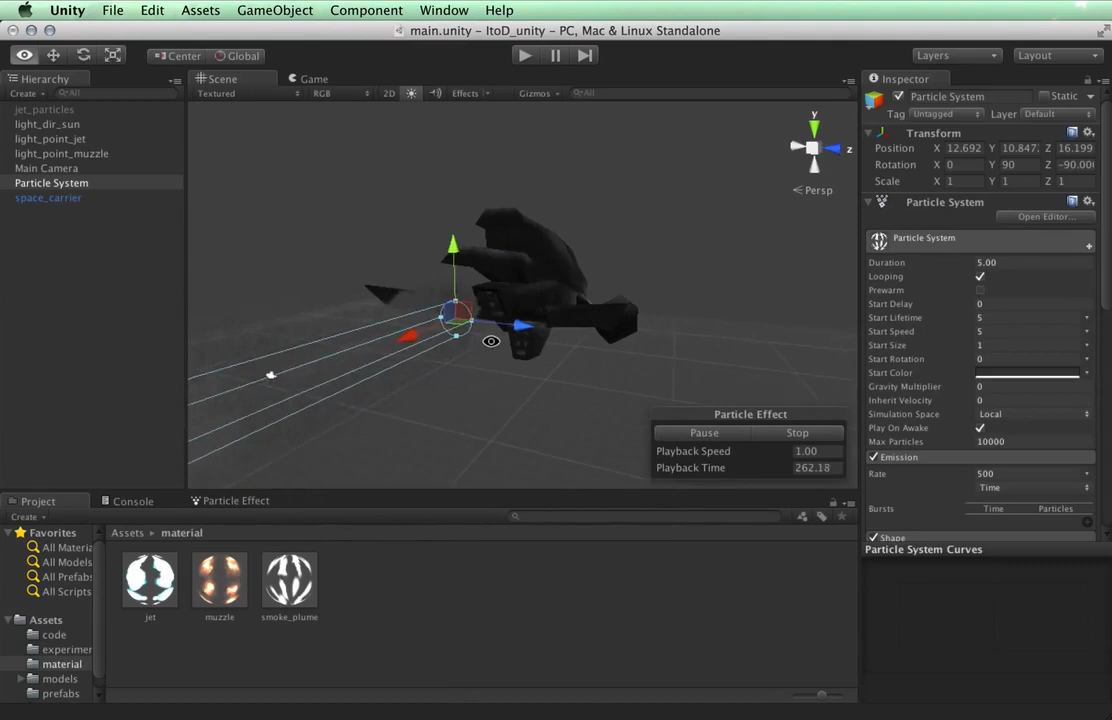 Unity File Edit Assets GameObject Component Window Help
main.unity - ItoD_unity - PC, Mac & Linux Standalone
Center Global Layers Layout
Hierarchy Scene Game Inspector
Create All Textured RGB 2D Effects Gizmos All Particle System Static
jet_particles
Tag Untagged Layer Default
light_dir_sun
y
Transform
light_point_jet
Position X 12.692 Y 10.847. Z 16.199
light_point_muzzle
z
Rotation X 0 Y 90 Z -90.00
Main Camera
Scale X 1 Y 1 Z 1
Particle System
Persp
Particle System
space_carrier
Open Editor...
Particle System
Duration 5.00
Looping
Prewarm
Start Delay 0
Start Lifetime 5
Start Speed 5
Start Size 1
Start Rotation 0
Start Color
Gravity Multiplier 0
Inherit Velocity 0
Simulation Space Local
Play On Awake
Max Particles 10000
Emission
Rate 500
Time
Bursts Time Particles
Shape
Particle System Curves
Particle Effect
Pause Stop
Playback Speed 1.00
Playback Time 262.18
Project Console Particle Effect
Create
Favorites
All Materia
All Models
All Prefabs
All Scripts
Assets
code
experimer
material
models
prefabs
Assets material
jet muzzle smoke_plume